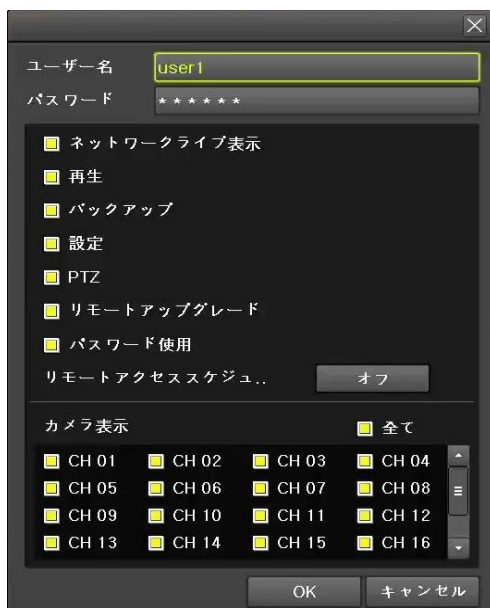 ユーザー名 user1
パスワード ******
ネットワークライブ表示
再生
バックアップ
設定
PTZ
リモートアップグレード
パスワード使用
リモートアクセススケジュ.. オフ
カメラ表示 全て
CH 01 CH 02 CH 03 CH 04
CH 05 CH 06 CH 07 CH 08
CH 09 CH 10 CH 11 CH 12
CH 13 CH 14 CH 15 CH 16
OK キャンセル